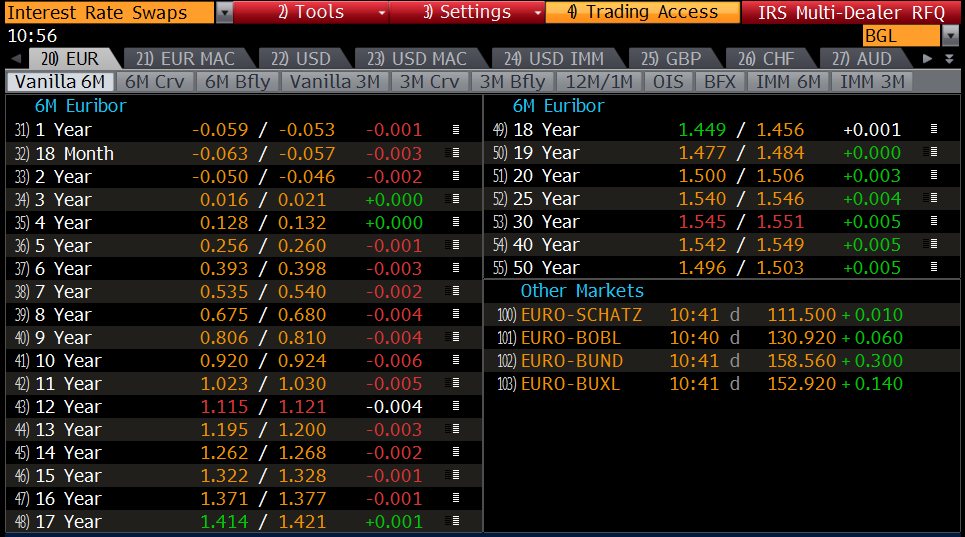 Interest Rate Swaps 2) Tools 3) Settings 4) Trading Access IRS Multi-Dealer RFQ
10:56 BGL
20) EUR 21) EUR MAC 22) USD 23) USD MAC 24) USD IMM 25) GBP 26) CHF 27) AUD
Vanilla 6M 6M Crv 6M Bfly Vanilla 3M 3M Crv 3M Bfly 12M/1M OIS BFX IMM 6M IMM 3M
6M Euribor
31) 1 Year -0.059 / -0.053 -0.001
32) 18 Month -0.063 / -0.057 -0.003
33) 2 Year -0.050 / -0.046 -0.002
34) 3 Year 0.016 / 0.021 +0.000
35) 4 Year 0.128 / 0.132 +0.000
36) 5 Year 0.256 / 0.260 -0.001
37) 6 Year 0.393 / 0.398 -0.003
38) 7 Year 0.535 / 0.540 -0.002
39) 8 Year 0.675 / 0.680 -0.004
40) 9 Year 0.806 / 0.810 -0.004
41) 10 Year 0.920 / 0.924 -0.006
42) 11 Year 1.023 / 1.030 -0.005
43) 12 Year 1.115 / 1.121 -0.004
44) 13 Year 1.195 / 1.200 -0.003
45) 14 Year 1.262 / 1.268 -0.002
46) 15 Year 1.322 / 1.328 -0.001
47) 16 Year 1.371 / 1.377 -0.001
48) 17 Year 1.414 / 1.421 +0.001
6M Euribor
49) 18 Year 1.449 / 1.456 +0.001
50) 19 Year 1.477 / 1.484 +0.000
51) 20 Year 1.500 / 1.506 +0.003
52) 25 Year 1.540 / 1.546 +0.004
53) 30 Year 1.545 / 1.551 +0.005
54) 40 Year 1.542 / 1.549 +0.005
55) 50 Year 1.496 / 1.503 +0.005
Other Markets
100) EURO-SCHATZ 10:41 d 111.500 + 0.010
101) EURO-BOBL 10:40 d 130.920 + 0.060
102) EURO-BUND 10:41 d 158.560 + 0.300
103) EURO-BUXL 10:41 d 152.920 + 0.140